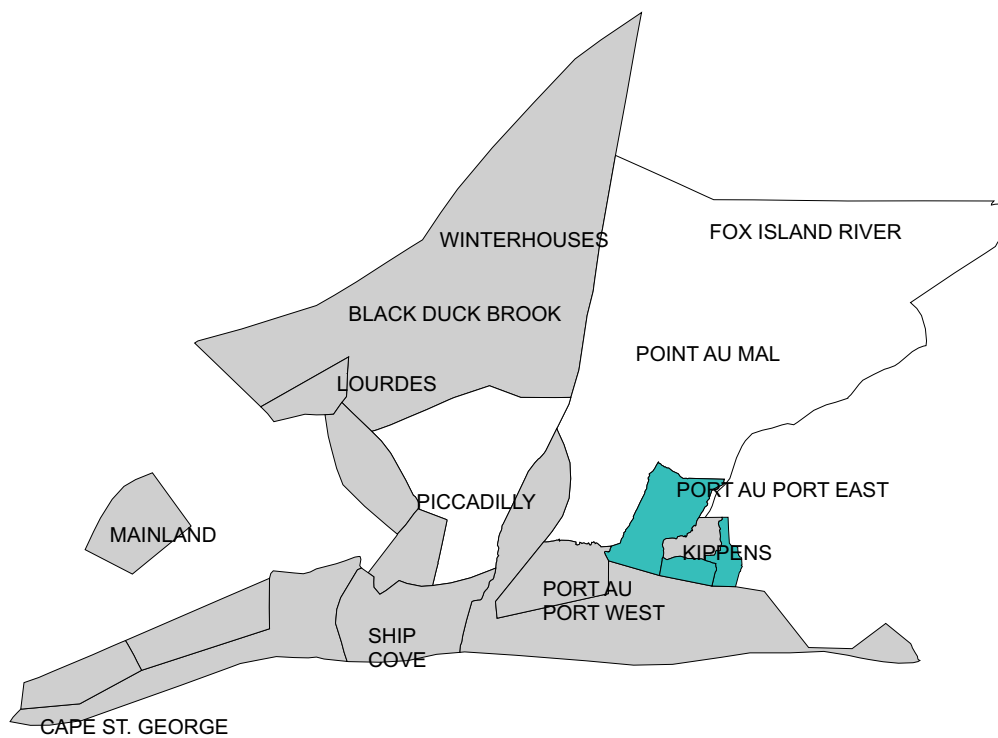 FOX ISLAND RIVER
WINTERHOUSES
BLACK DUCK BROOK
POINT AU MAL
LOURDES
PORT AU PORT EAST
PICCADILLY
MAINLAND
KIPPENS
PORT AU
PORT WEST
SHIP
COVE
CAPE ST. GEORGE